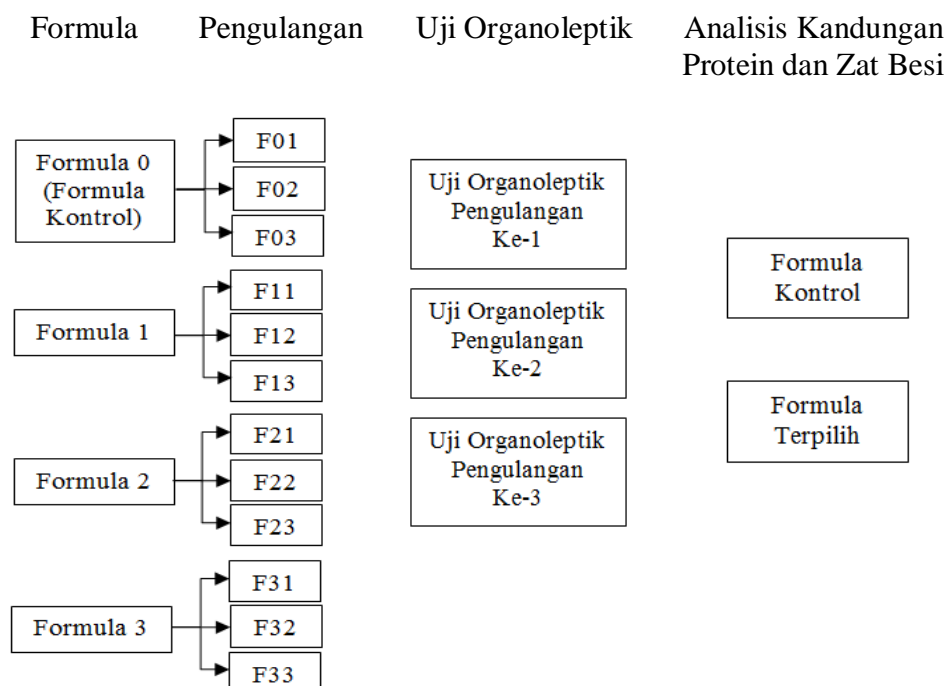 Formula
Pengulangan
Uji Organoleptik
Analisis Kandungan
Protein dan Zat Besi
Formula 0
(Formula
Kontrol)
F01
F02
F03
Formula 1
F11
F12
F13
Formula 2
F21
F22
F23
Formula 3
F31
F32
F33
Uji Organoleptik
Pengulangan
Ke-1
Uji Organoleptik
Pengulangan
Ke-2
Uji Organoleptik
Pengulangan
Ke-3
Formula
Kontrol
Formula
Terpilih